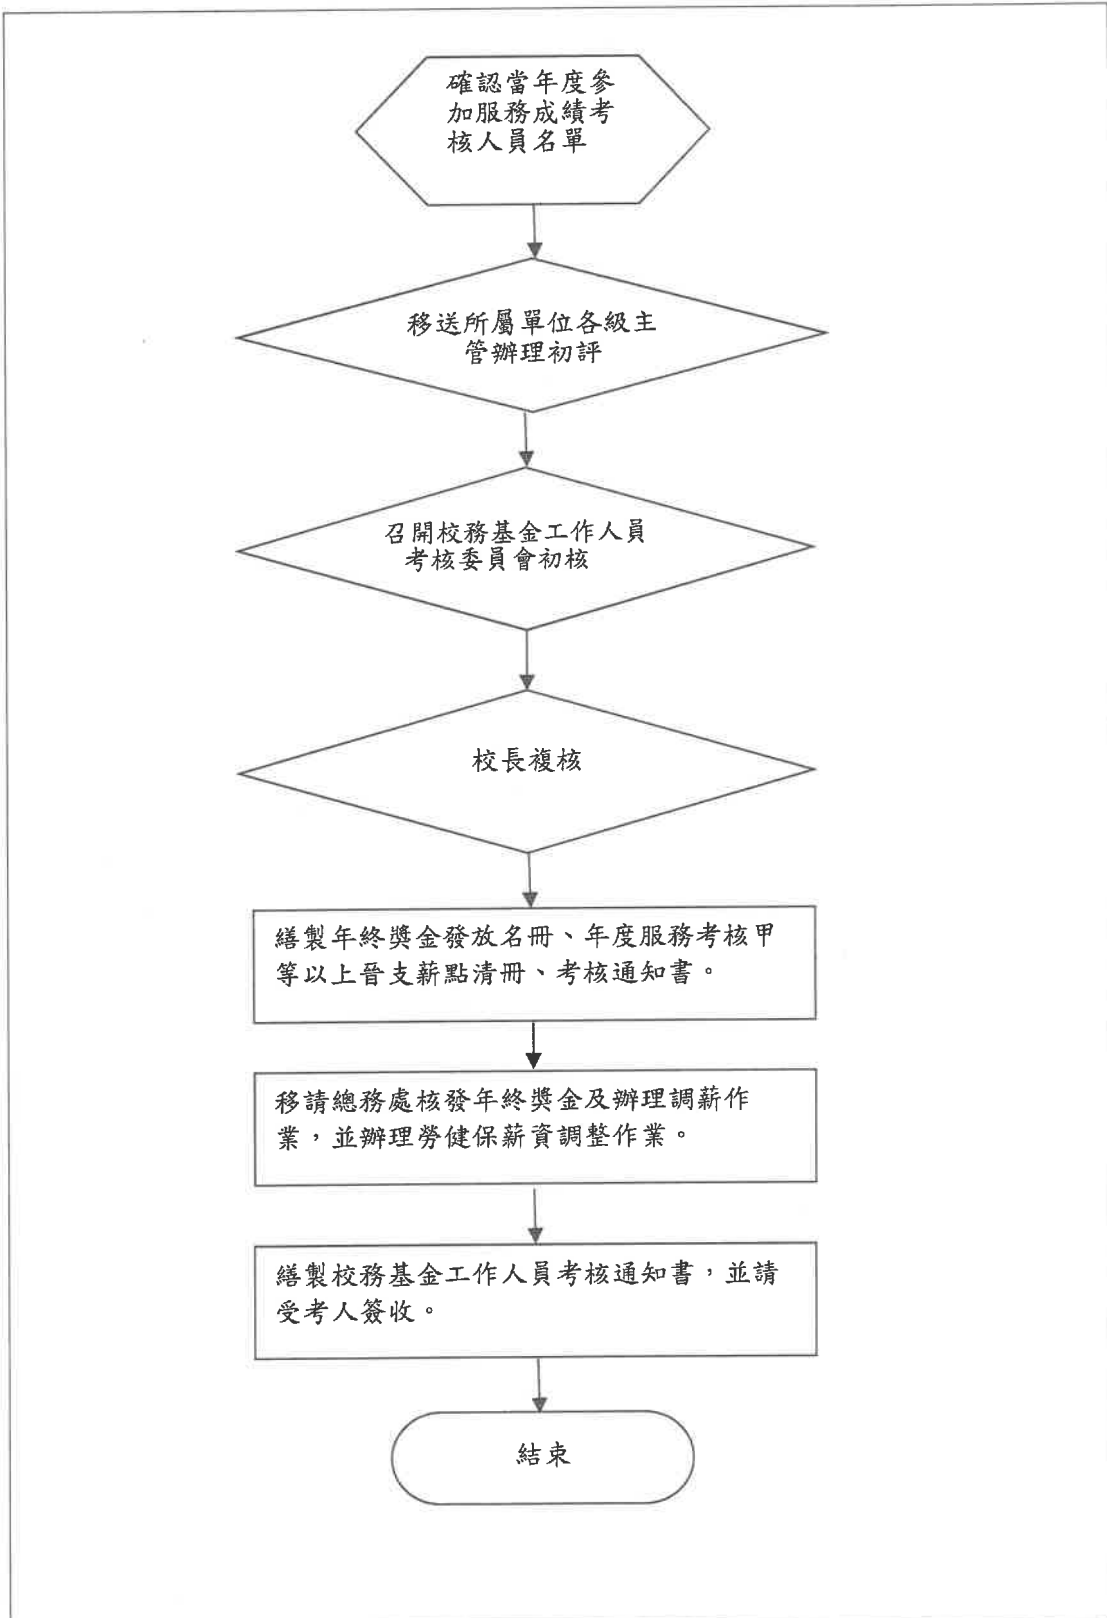 確認當年度參
加服務成績考
核人員名單
移送所屬單位各級主
管辦理初評
召開校務基金工作人員
考核委員會初核
校長複核
繕製年終獎金發放名冊、年度服務考核甲
等以上晉支薪點清冊、考核通知書。
移請總務處核發年終獎金及辦理調薪作
業，並辦理勞健保薪資調整作業。
繕製校務基金工作人員考核通知書，並請
受考人簽收。
結束